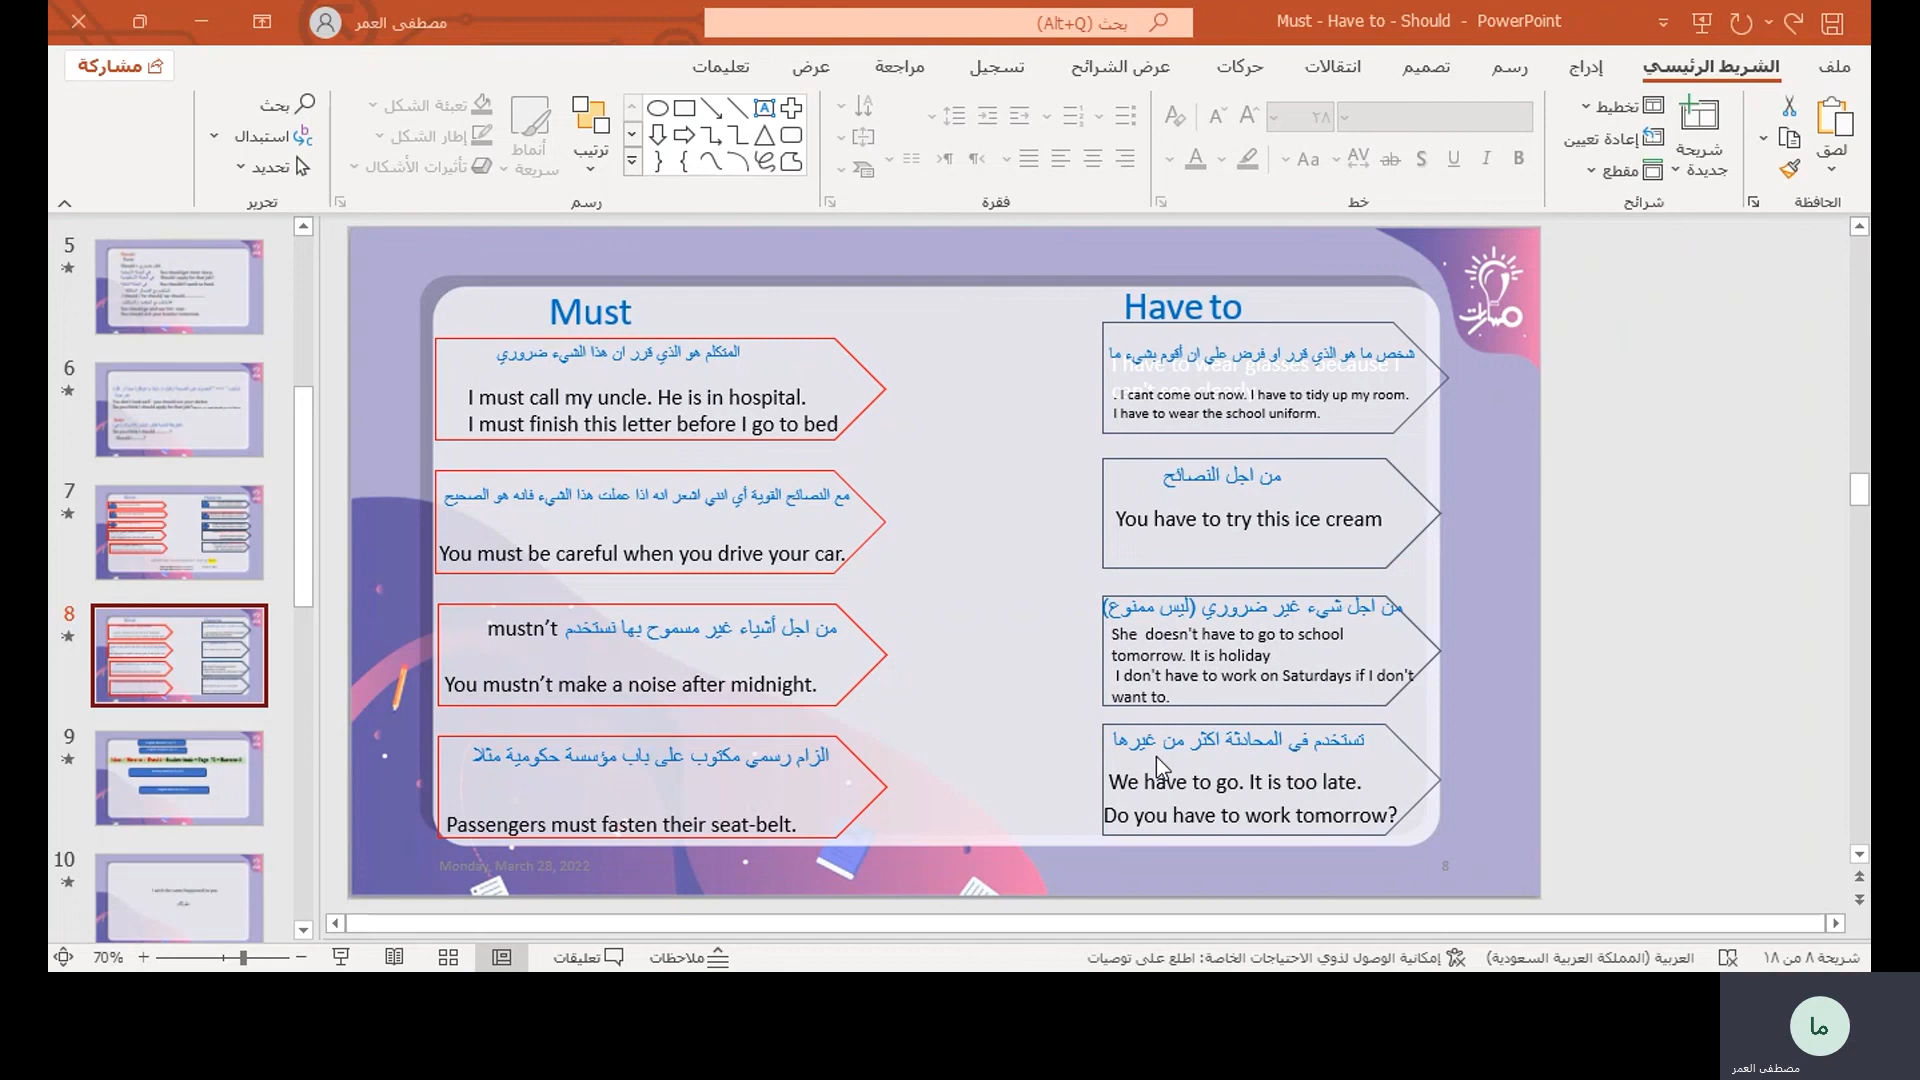 مصطفى العمر
بحث (Alt+Q)
Must - Have to - Should - PowerPoint
ملف
الشريط الرئيسي
إدراج
رسم
تصميم
انتقالات
حركات
عرض الشرائح
تسجيل
مراجعة
عرض
تعليمات
مشاركة
لصق
الحافظة
شريحة
جديدة
تخطيط
إعادة تعيين
مقطع
شرائح
٢٨
خط
فقرة
ترتيب
أنماط
سريعة
تعبئة الشكل
إطار الشكل
تأثيرات الأشكال
رسم
بحث
استبدال
تحديد
تحرير
5
6
7
8
9
10
مسارات
Must
المتكلم هو الذي قرر ان هذا الشيء ضروري
I must call my uncle. He is in hospital.
I must finish this letter before I go to bed
مع النصائح القوية أي انني اشعر انه اذا عملت هذا الشيء فانه هو الصحيح
You must be careful when you drive your car.
من اجل أشياء غير مسموح بها نستخدم mustn’t
You mustn’t make a noise after midnight.
الزام رسمي مكتوب على باب مؤسسة حكومية مثلا
Passengers must fasten their seat-belt.
Have to
شخص ما هو الذي قرر او فرض علي ان أقوم بشيء ما
I have to wear glasses because I
can't see clearly
. I cant come out now. I have to tidy up my room.
I have to wear the school uniform.
من اجل النصائح
You have to try this ice cream
من اجل شيء غير ضروري (ليس ممنوع)
She doesn't have to go to school
tomorrow. It is holiday
I don't have to work on Saturdays if I don't
want to.
تستخدم في المحادثة اكثر من غيرها
We have to go. It is too late.
Do you have to work tomorrow?
Monday, March 28, 2022
8
شريحة ٨ من ١٨
العربية (المملكة العربية السعودية)
إمكانية الوصول لذوي الاحتياجات الخاصة: اطلع على توصيات
ملاحظات
تعليقات
70%
ما
مصطفى العمر